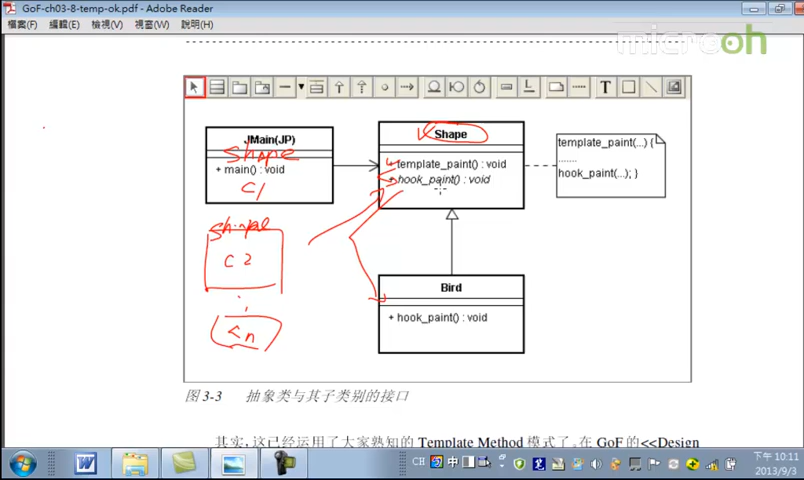 GoF-ch03-8-temp-ok.pdf - Adobe Reader
檔案(F) 編輯(E) 檢視(V) 視窗(W) 說明(H)
microoh
T
JMain(JP)
shape
+ main() : void
C1
Shape
template_paint() : void
hook_paint() : void
template_paint(...) {
.......
hook_paint(...); }
shape
C 2
Cn
Bird
+ hook_paint() : void
图 3-3 抽象类与其子类别的接口
其实,这已经运用了大家熟知的 Template Method 模式了。在 GoF 的<<Design
CH 中
下午 10:11
2013/9/3